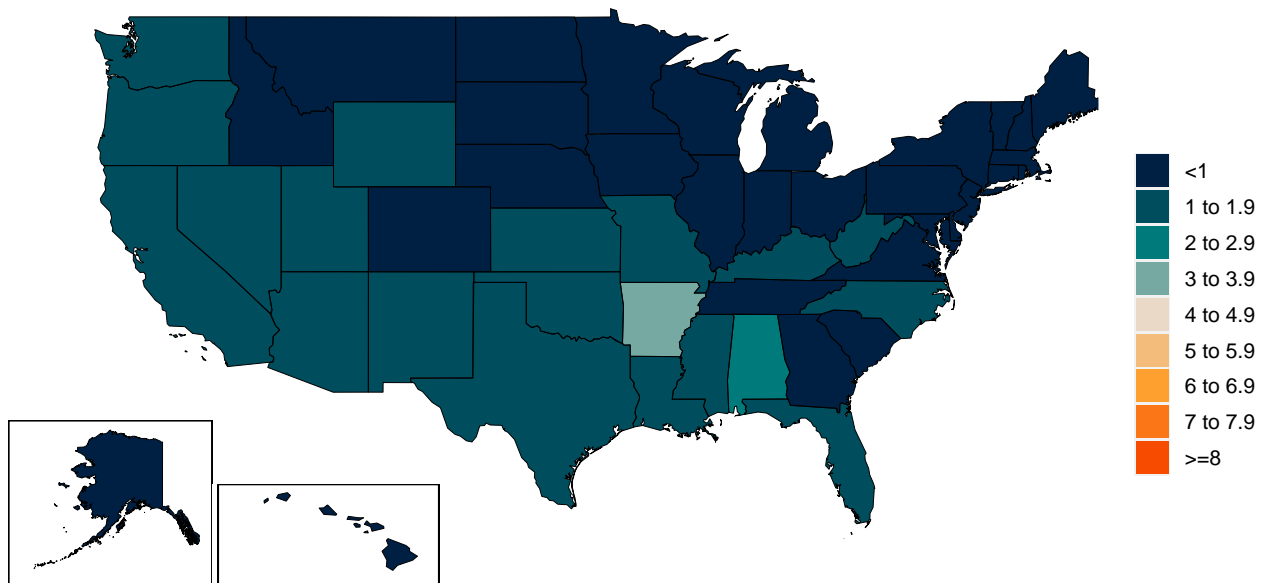 <1
1 to 1.9
2 to 2.9
3 to 3.9
4 to 4.9
5 to 5.9
6 to 6.9
7 to 7.9
>=8